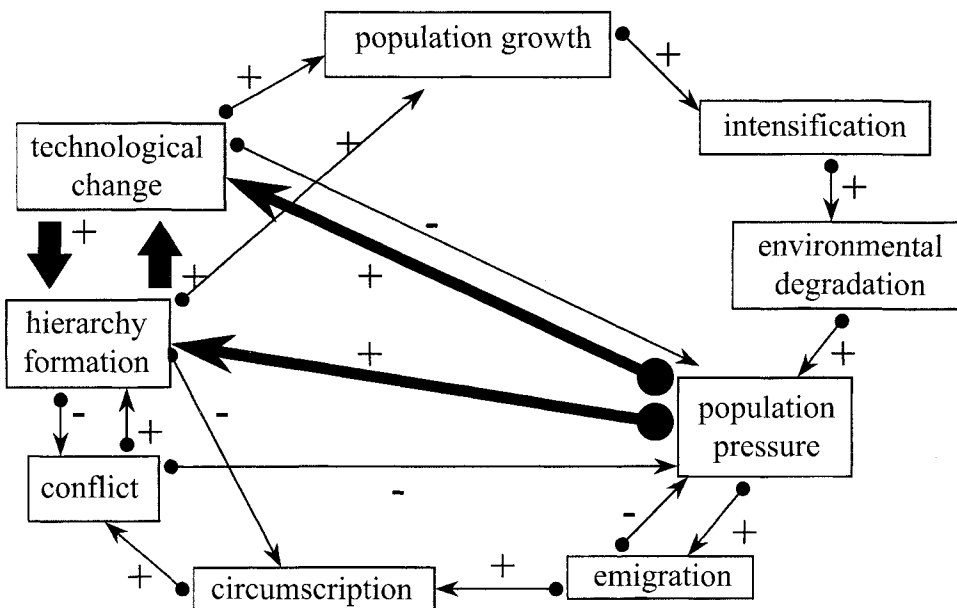 population growth
+
+
+
intensification
technological
change
+
-
environmental
degradation
+
+
+
+
hierarchy
formation
+
+
-
-
+
population
pressure
conflict
-
-
+
+
+
circumscription
emigration